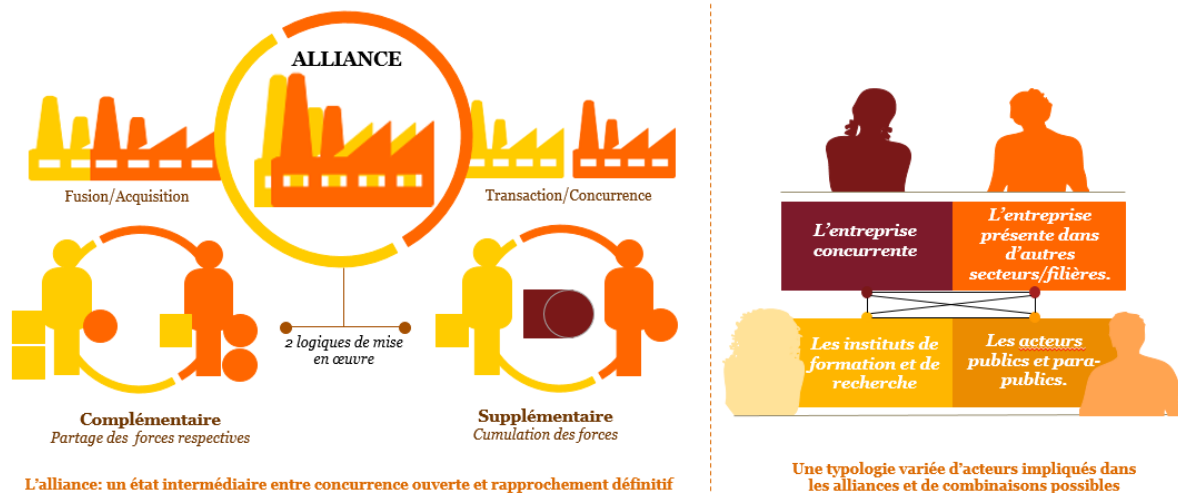 ALLIANCE
Fusion/Acquisition
Transaction/Concurrence
2 logiques de mise
en œuvre
Complémentaire
Partage des forces respectives
Supplémentaire
Cumulation des forces
L'alliance: un état intermédiaire entre concurrence ouverte et rapprochement définitif
L'entreprise
concurrente
L'entreprise
présente dans
d'autres
secteurs/filières.
Les instituts de
formation et de
recherche
Les acteurs
publics et para-
publics.
Une typologie variée d'acteurs impliqués dans
les alliances et de combinaisons possibles